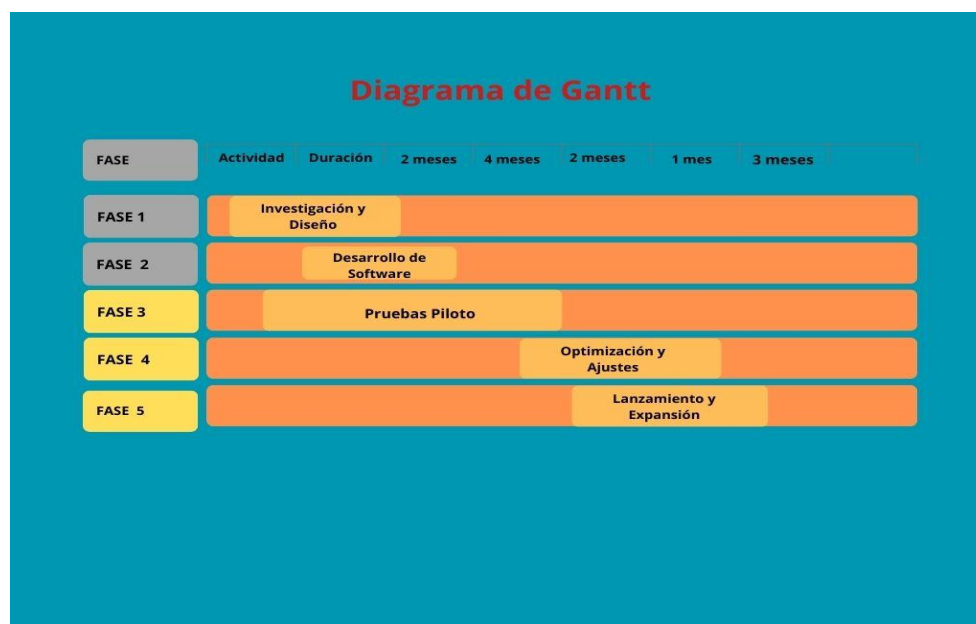 Diagrama de Gantt
FASE Actividad Duración 2 meses 4 meses 2 meses 1 mes 3 meses
FASE 1 Investigación y
Diseño
FASE 2 Desarrollo de
Software
FASE 3 Pruebas Piloto
FASE 4 Optimización y
Ajustes
FASE 5 Lanzamiento y
Expansión